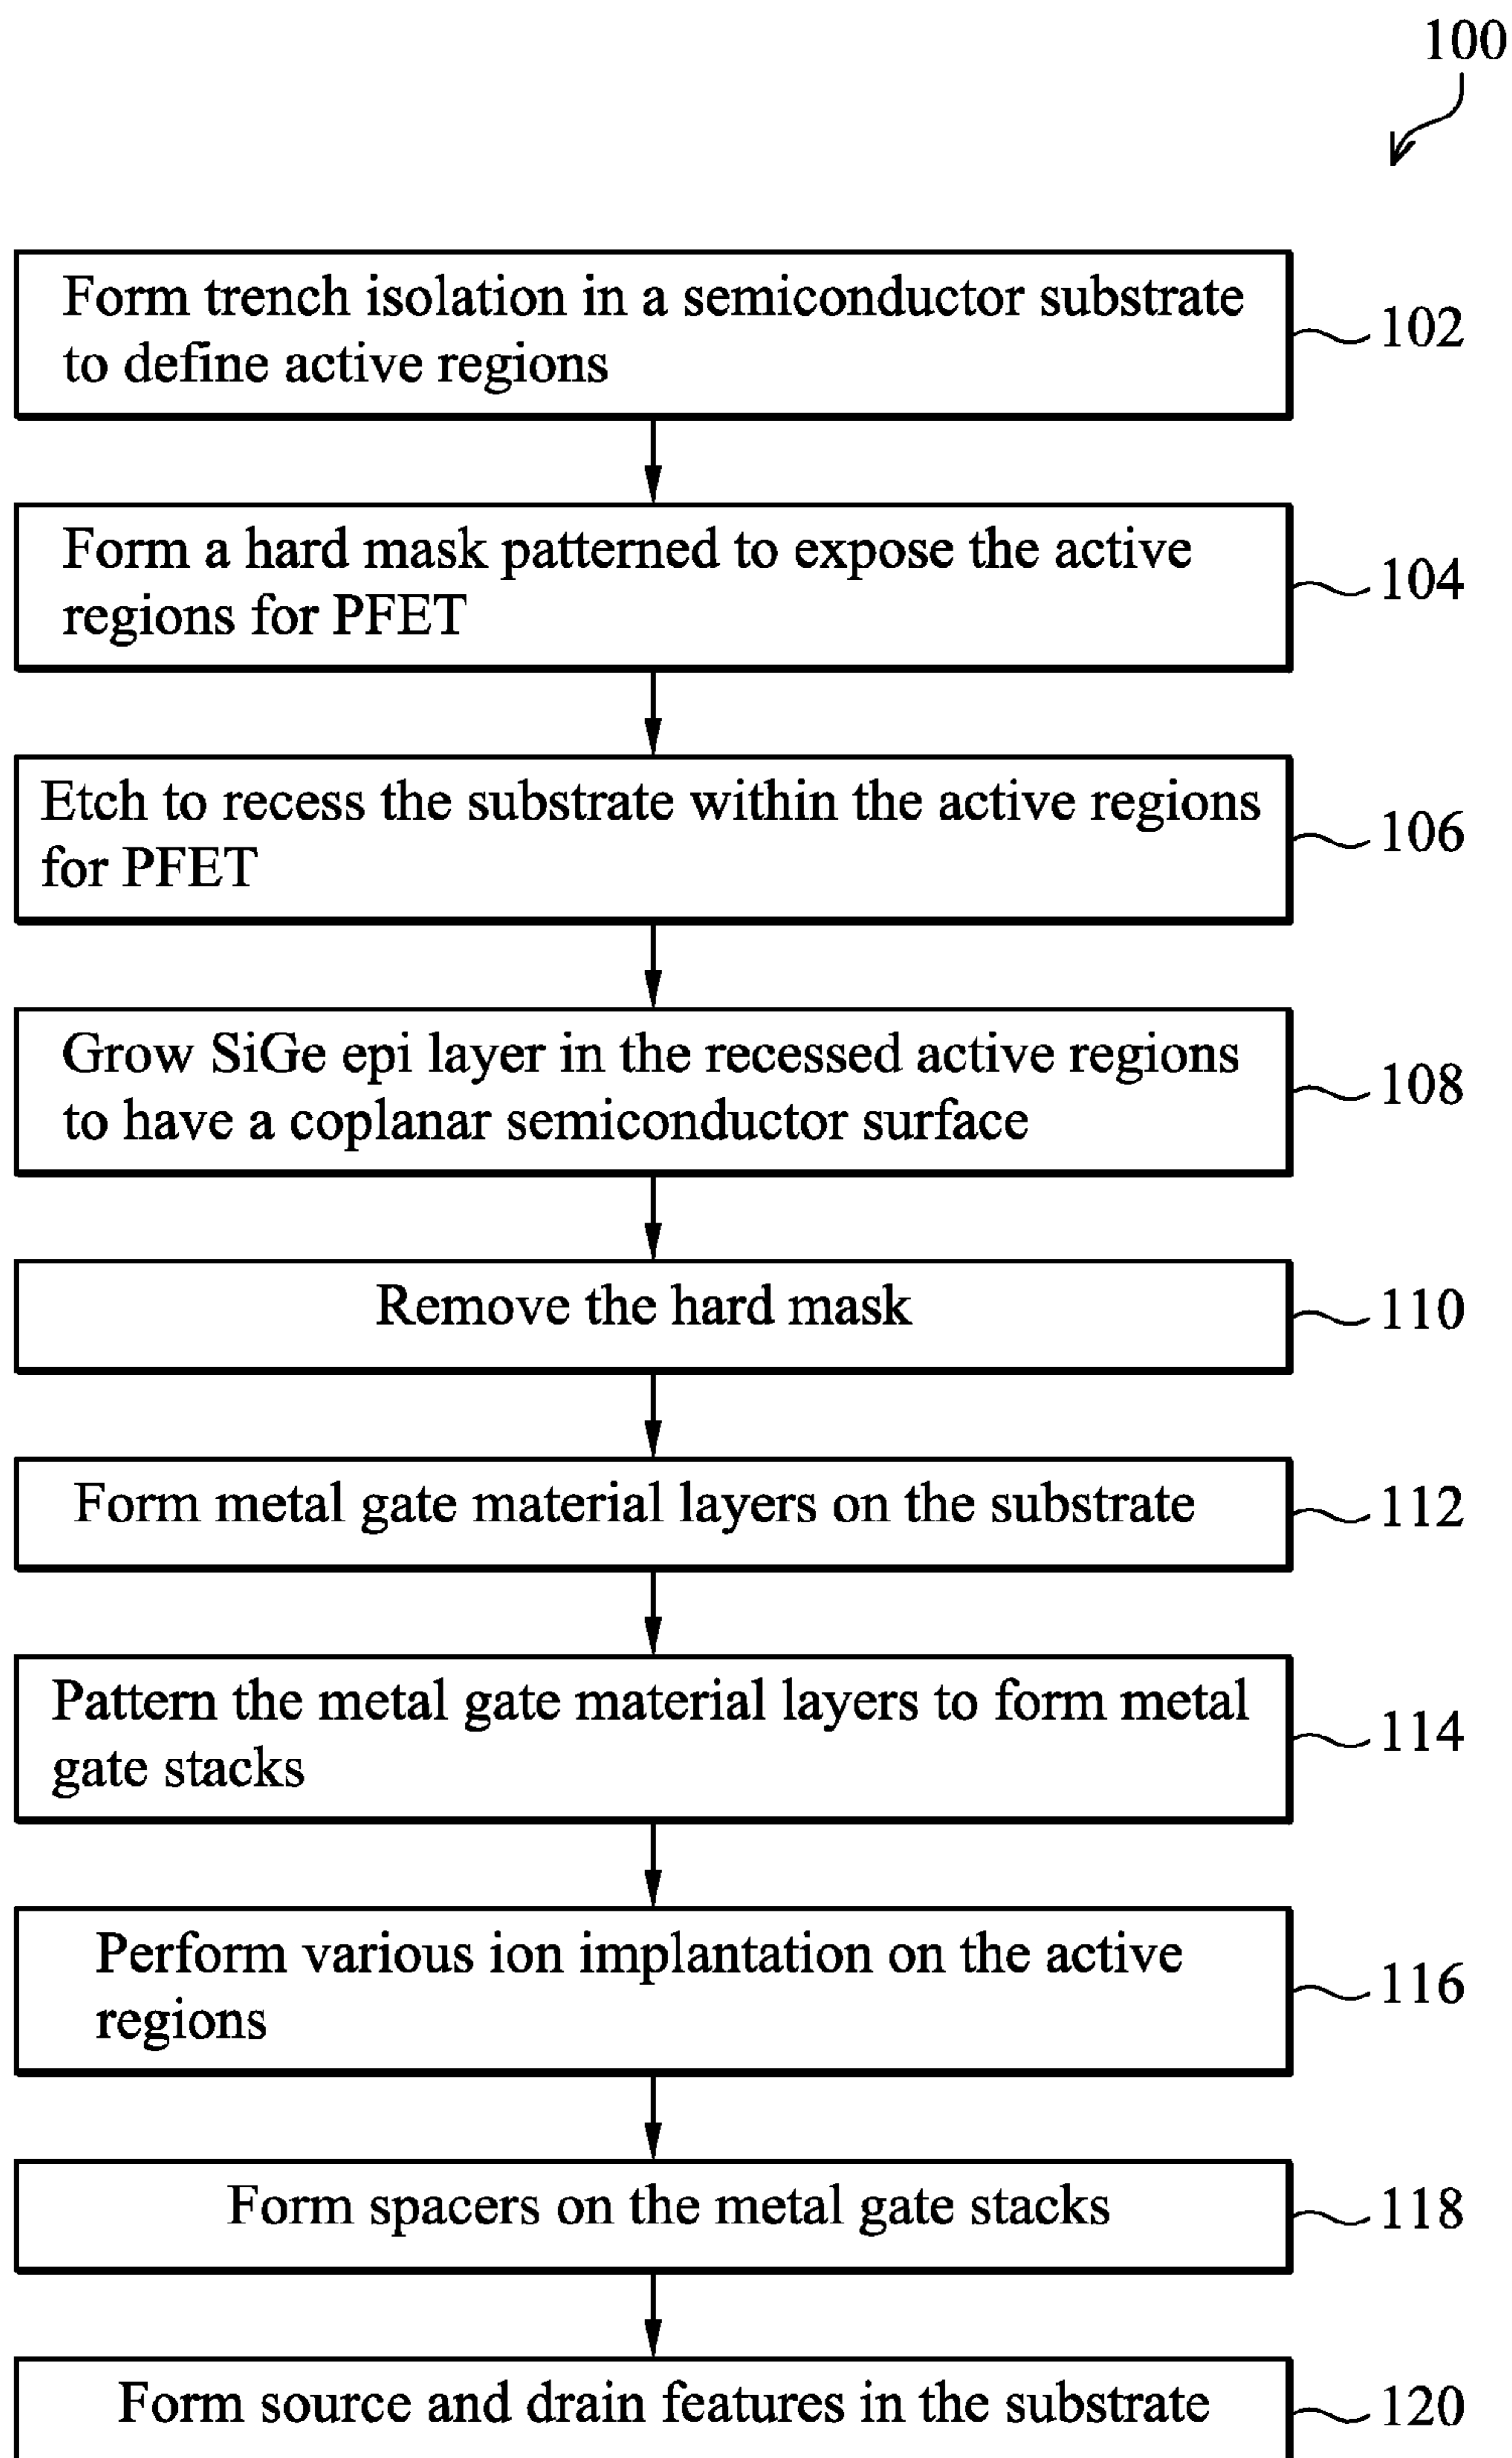 100
Form trench isolation in a semiconductor substrate
to define active regions
102
Form a hard mask patterned to expose the active
regions for PFET
104
Etch to recess the substrate within the active regions
for PFET
106
Grow SiGe epi layer in the recessed active regions
to have a coplanar semiconductor surface
108
Remove the hard mask
110
Form metal gate material layers on the substrate
112
Pattern the metal gate material layers to form metal
gate stacks
114
Perform various ion implantation on the active
regions
116
Form spacers on the metal gate stacks
118
Form source and drain features in the substrate
120